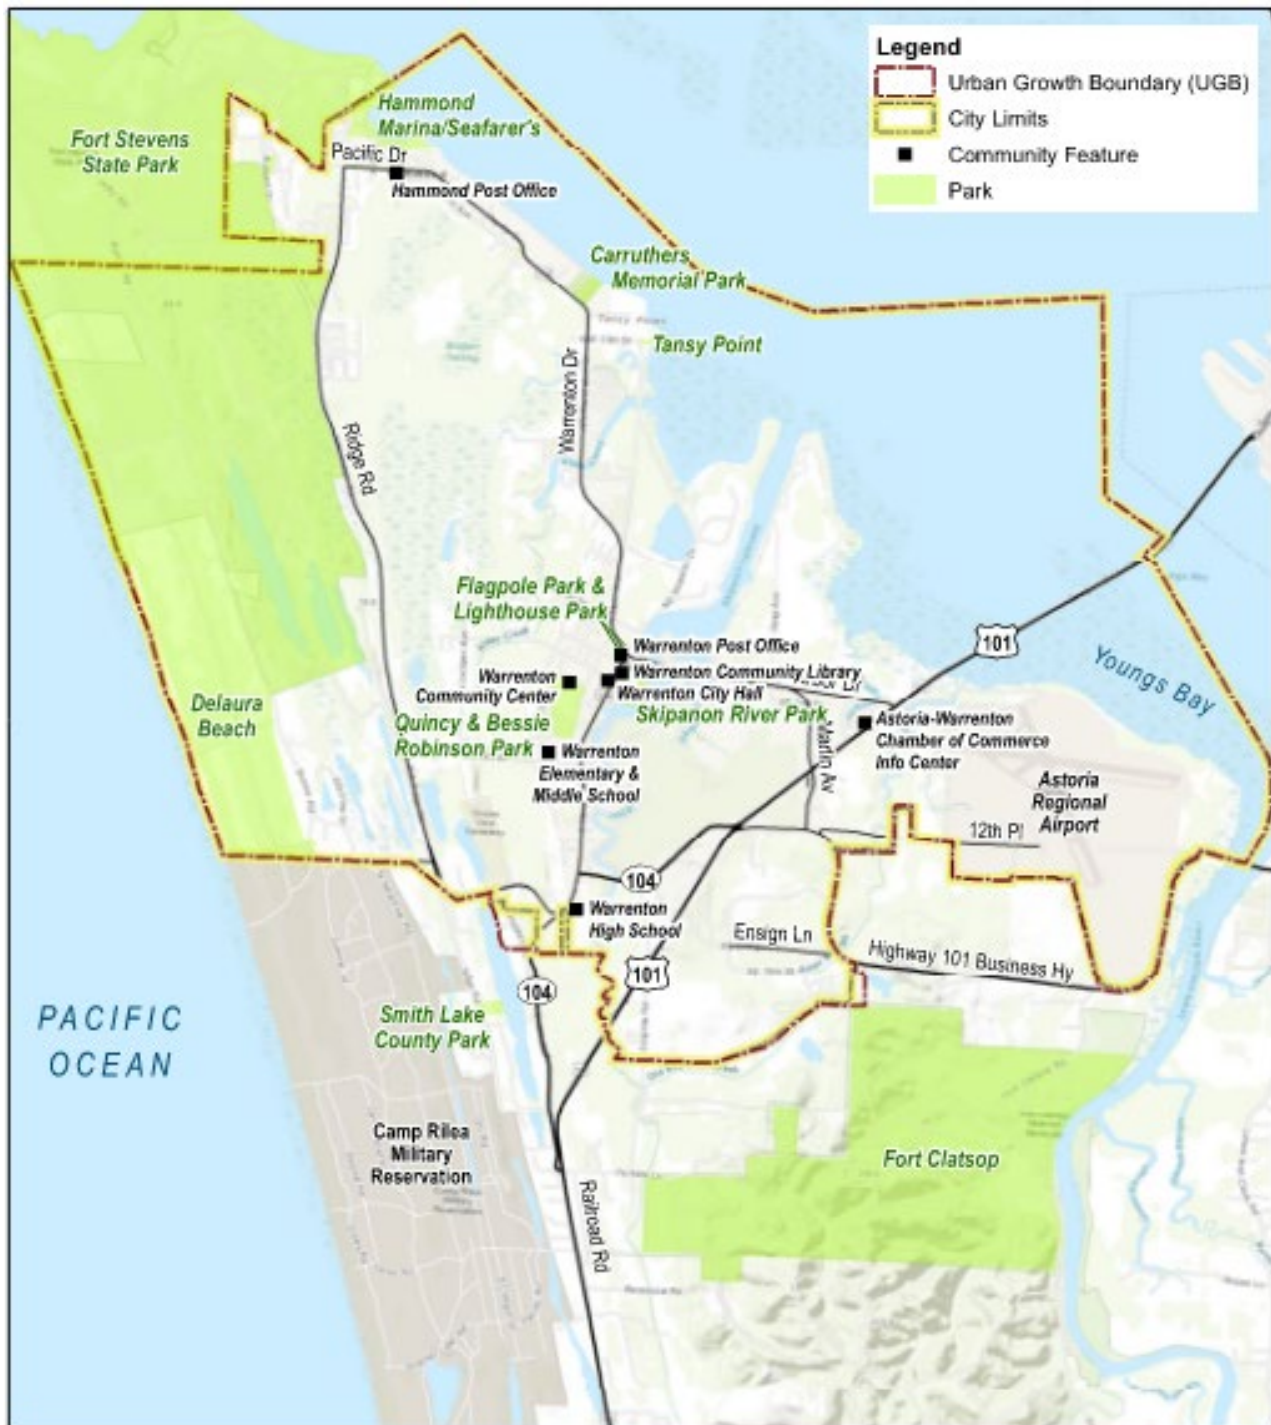 Legend
Urban Growth Boundary (UGB)
City Limits
Community Feature
Park
Hammond
Marina/Seafarer's
Fort Stevens
State Park
Pacific Dr
Hammond Post Office
Carruthers
Memorial Park
Tansy Point
Tansy Point
Warrenton Dr
Ridge Rd
101
Youngs Bay
Flagpole Park &
Lighthouse Park
Warrenton Post Office
Warrenton Community Library
Warrenton City Hall
Warrenton
Community Center
Skipanon River Park
Delaura
Beach
Quincy & Bessie
Robinson Park
Warrenton
Elementary &
Middle School
Marlin Av
Astoria-Warrenton
Chamber of Commerce
Info Center
Astoria
Regional
Airport
12th Pl
104
Warrenton
High School
Ensign Ln
Highway 101 Business Hy
101
104
PACIFIC
OCEAN
Smith Lake
County Park
Camp Rilea
Military
Reservation
Fort Clatsop
Railroad Rd